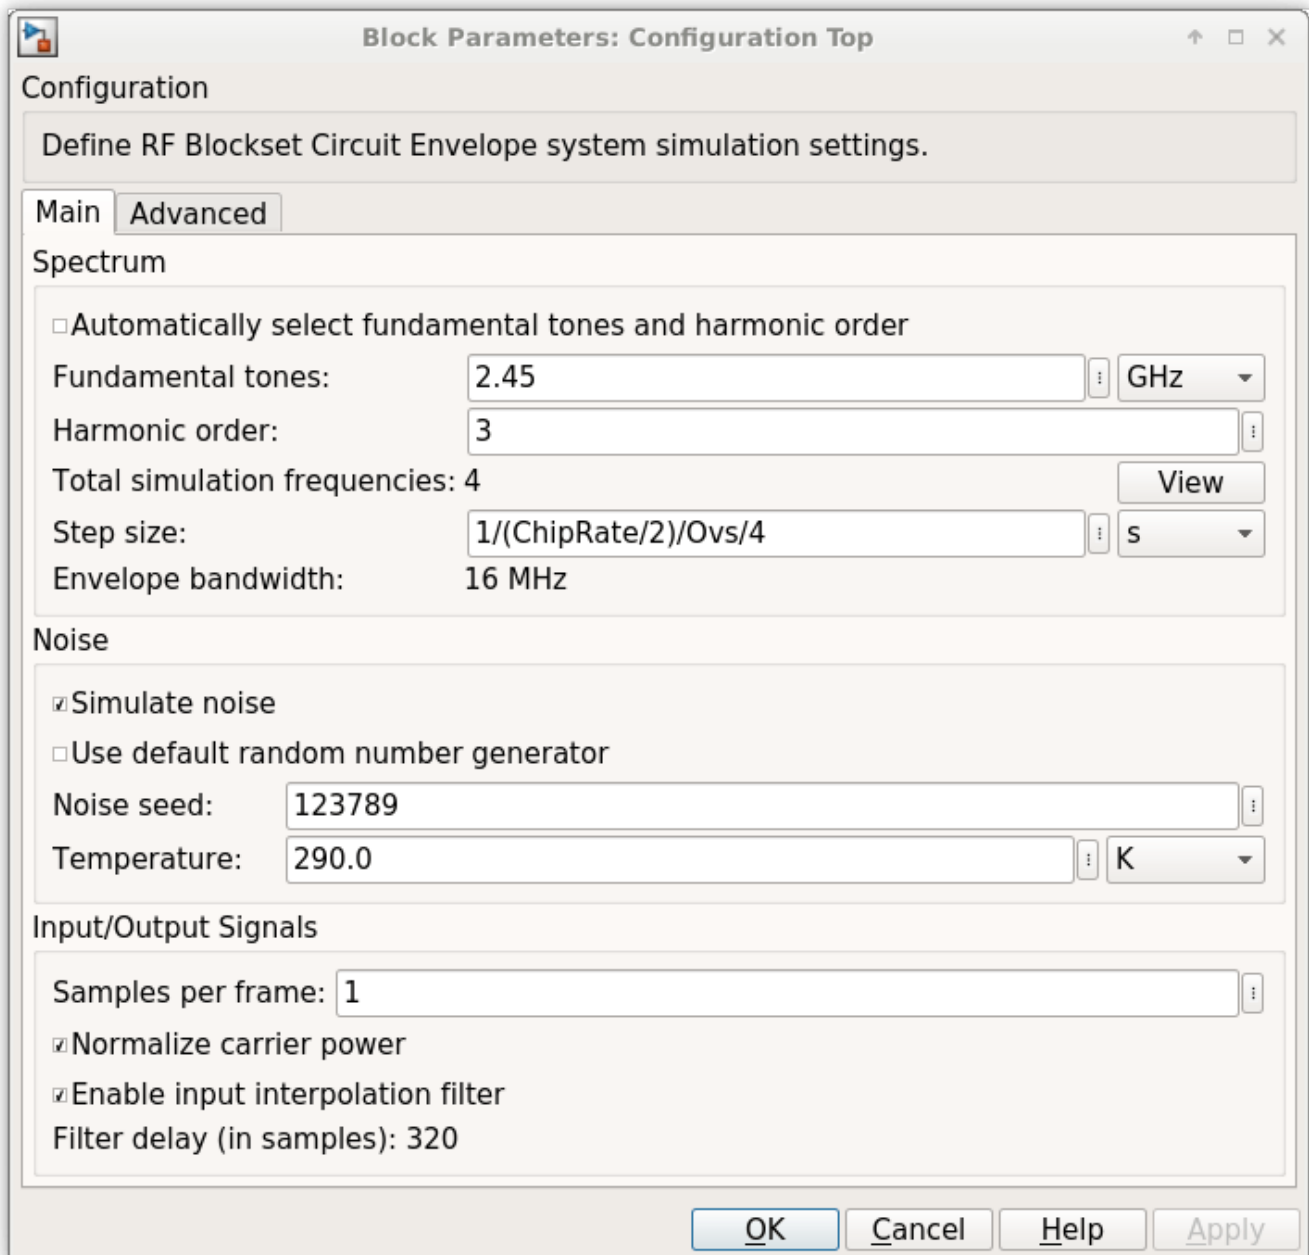 Block Parameters: Configuration Top
Configuration
Define RF Blockset Circuit Envelope system simulation settings.
Main Advanced
Spectrum
Automatically select fundamental tones and harmonic order
Fundamental tones: 2.45 GHz
Harmonic order: 3
Total simulation frequencies: 4 View
Step size: 1/(ChipRate/2)/Ovs/4 s
Envelope bandwidth: 16 MHz
Noise
Simulate noise
Use default random number generator
Noise seed: 123789
Temperature: 290.0 K
Input/Output Signals
Samples per frame: 1
Normalize carrier power
Enable input interpolation filter
Filter delay (in samples): 320
OK Cancel Help Apply